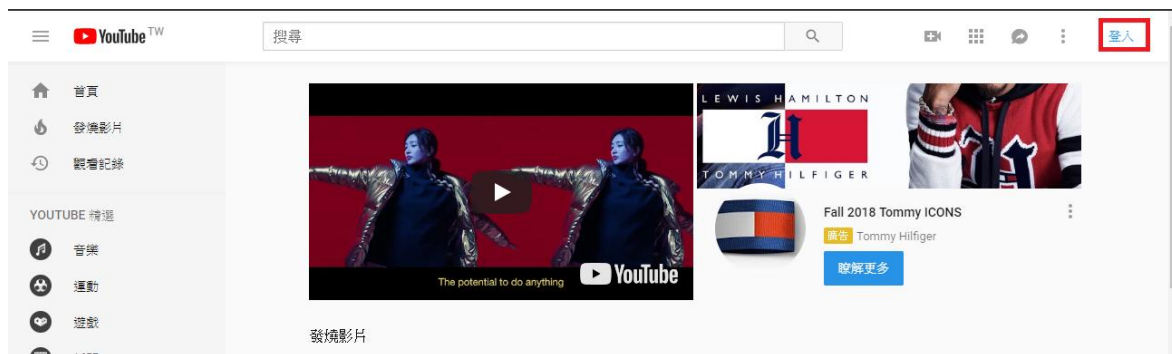 YouTube TW
搜尋
登入
首頁
發燒影片
觀看記錄
YOUTUBE 精選
音樂
運動
遊戲
LEWIS HAMILTON
H
TOMMY HILFIGER
The potential to do anything
YouTube
Fall 2018 Tommy ICONS
廣告 Tommy Hilfiger
瞭解更多
發燒影片